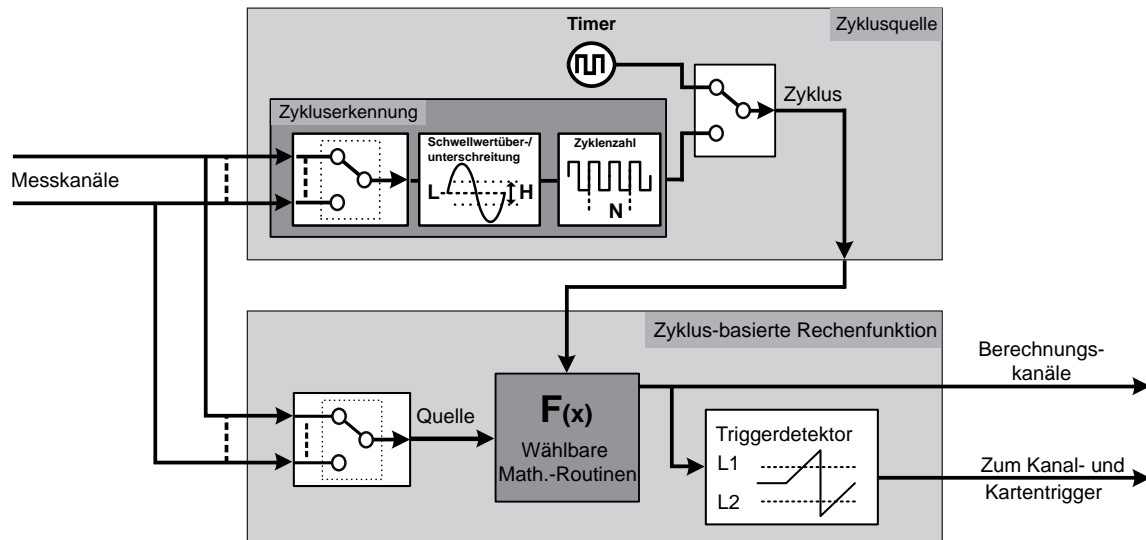 Timer
Zyklusquelle
Zykluserkennung
Zyklus
Schwellwertüber-/
unterschreitung
L
H
Zyklenzahl
N
Messkanäle
Zyklus-basierte Rechenfunktion
Berechnungs-
kanäle
Quelle
F(x)
Wählbare
Math.-Routinen
Triggerdetektor
L1
L2
Zum Kanal- und
Kartentrigger